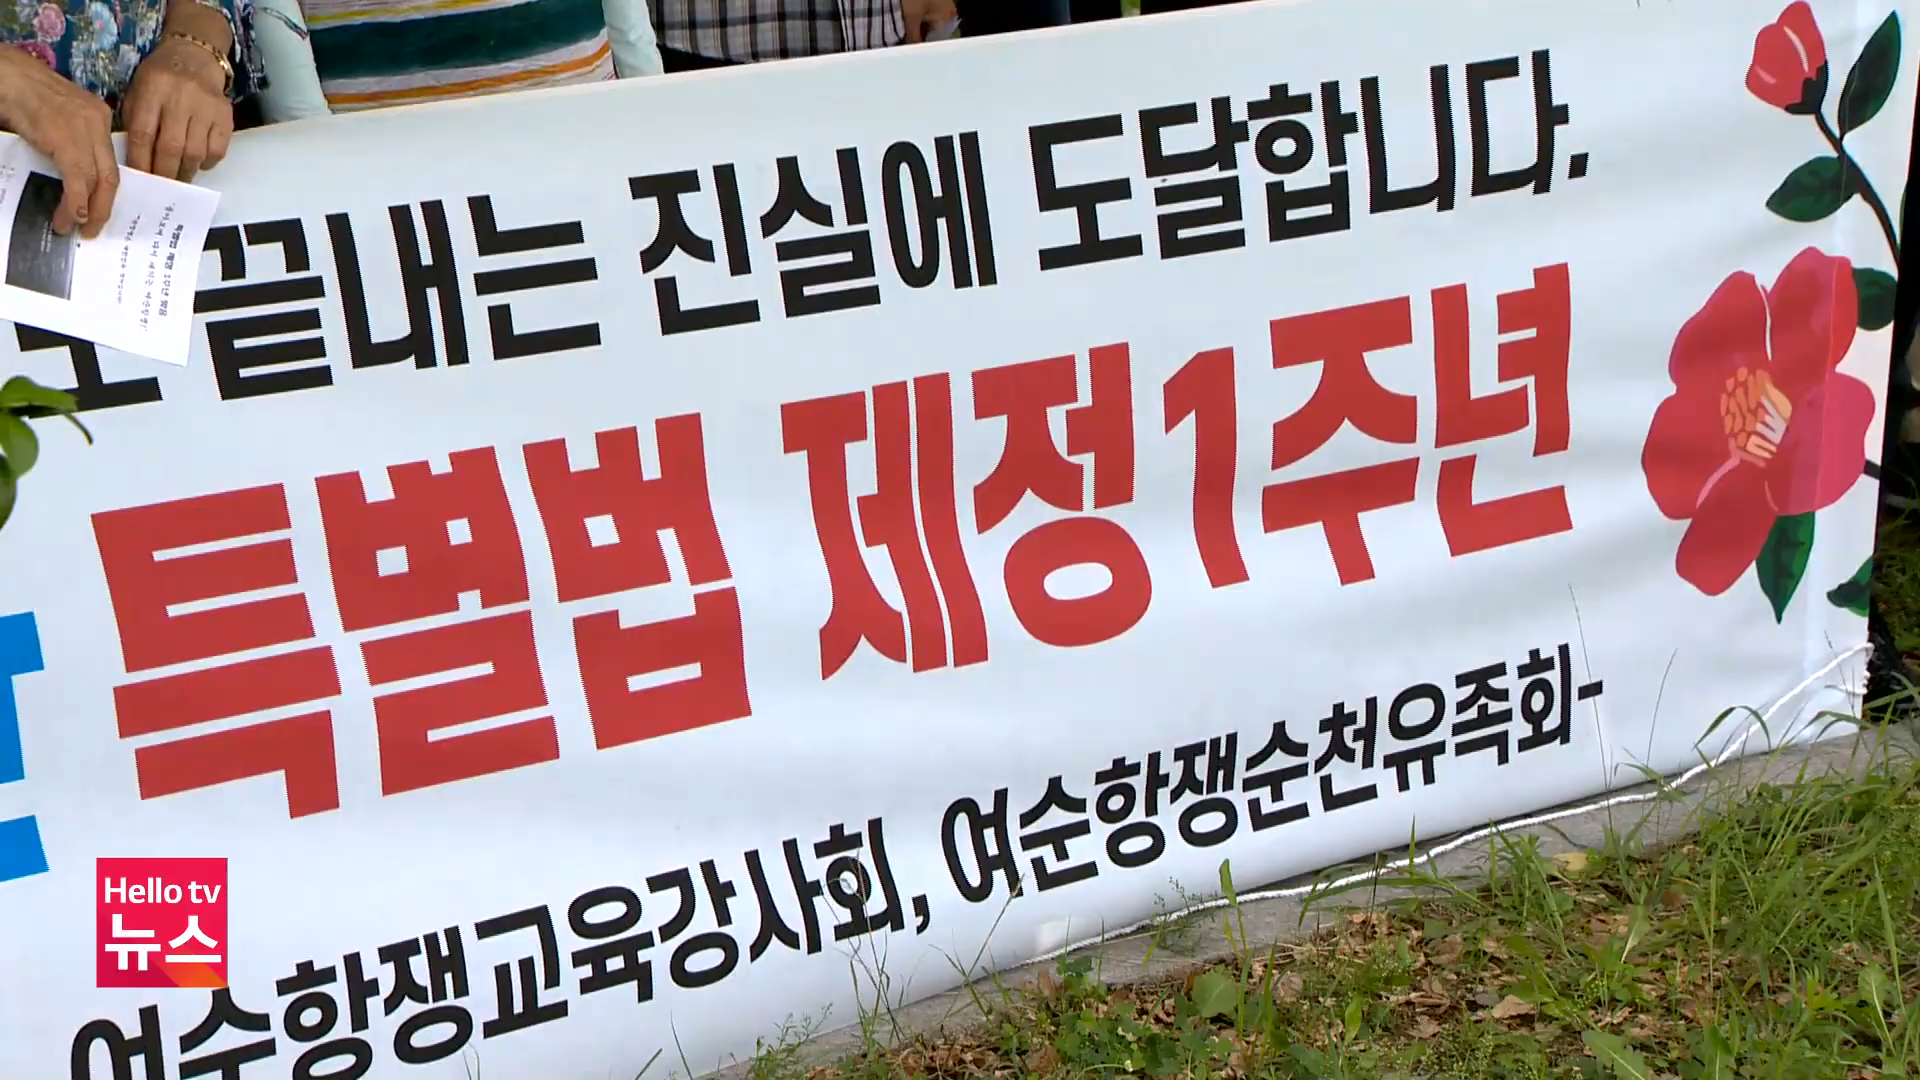 끝내는 진실에 도달합니다.
특별법 제정1주년
여순항쟁교육강사회, 여순항쟁순천유족회-
Hello tv
뉴스